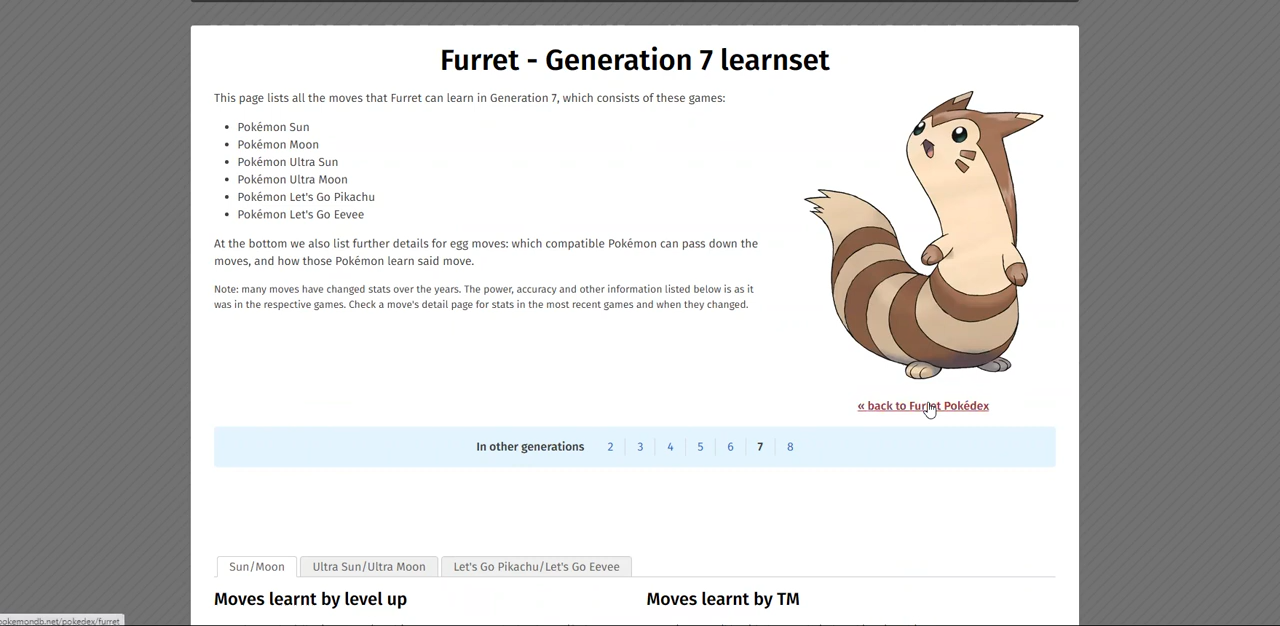 Furret - Generation 7 learnset
This page lists all the moves that Furret can learn in Generation 7, which consists of these games:
• Pokémon Sun
• Pokémon Moon
• Pokémon Ultra Sun
• Pokémon Ultra Moon
• Pokémon Let's Go Pikachu
• Pokémon Let's Go Eevee
At the bottom we also list further details for egg moves: which compatible Pokémon can pass down the
moves, and how those Pokémon learn said move.
Note: many moves have changed stats over the years. The power, accuracy and other information listed below is as it
was in the respective games. Check a move's detail page for stats in the most recent games and when they changed.
« back to Furret Pokédex
In other generations 2 3 4 5 6 7 8
Sun/Moon Ultra Sun/Ultra Moon Let's Go Pikachu/Let's Go Eevee
Moves learnt by level up Moves learnt by TM
pokemondb.net/pokedex/furret